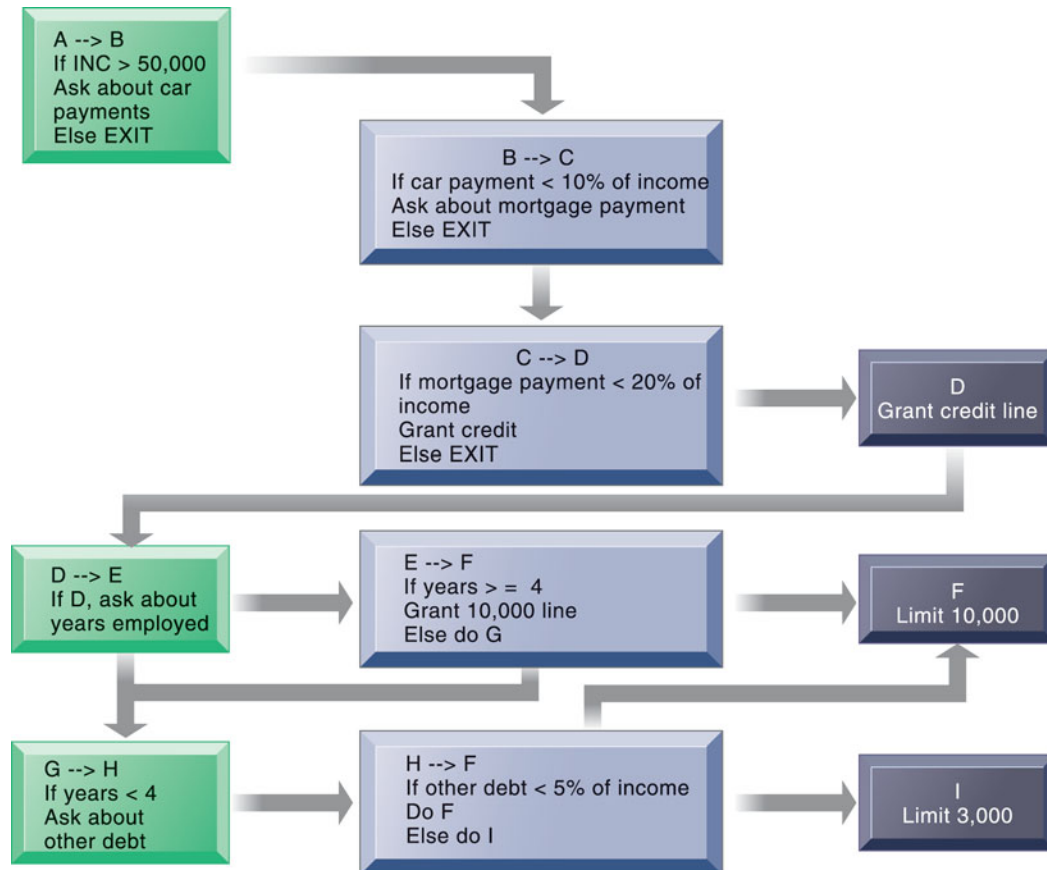 A --> B
If INC > 50,000
Ask about car
payments
Else EXIT
B --> C
If car payment < 10% of income
Ask about mortgage payment
Else EXIT
C --> D
If mortgage payment < 20% of
income
Grant credit
Else EXIT
D
Grant credit line
D --> E
If D, ask about
years employed
E --> F
If years > = 4
Grant 10,000 line
Else do G
F
Limit 10,000
G --> H
If years < 4
Ask about
other debt
H --> F
If other debt < 5% of income
Do F
Else do I
I
Limit 3,000